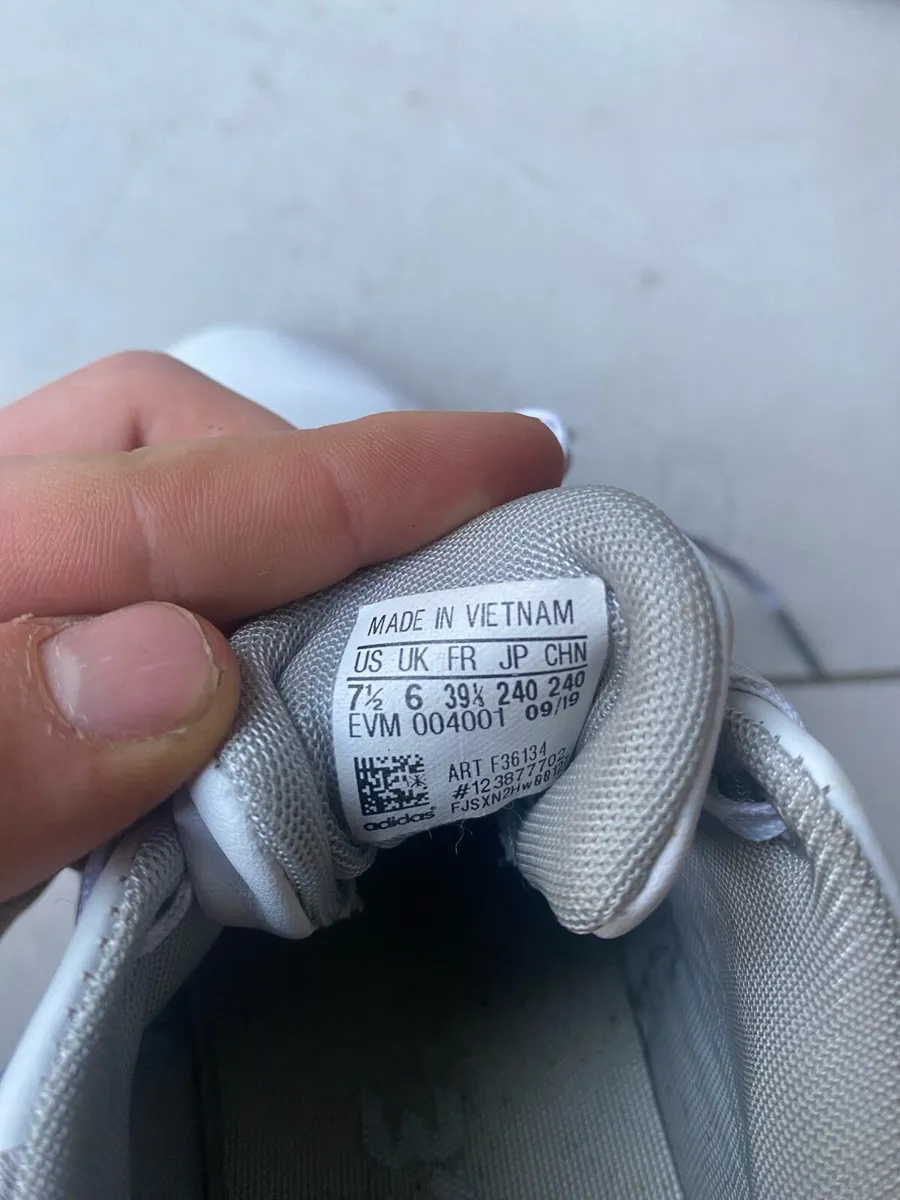 MADE IN VIETNAM
US UK FR JP CHN
7½ 6 39⅓ 240 240
EVM 004001 09/19
ART F36134
#123877702
adidas